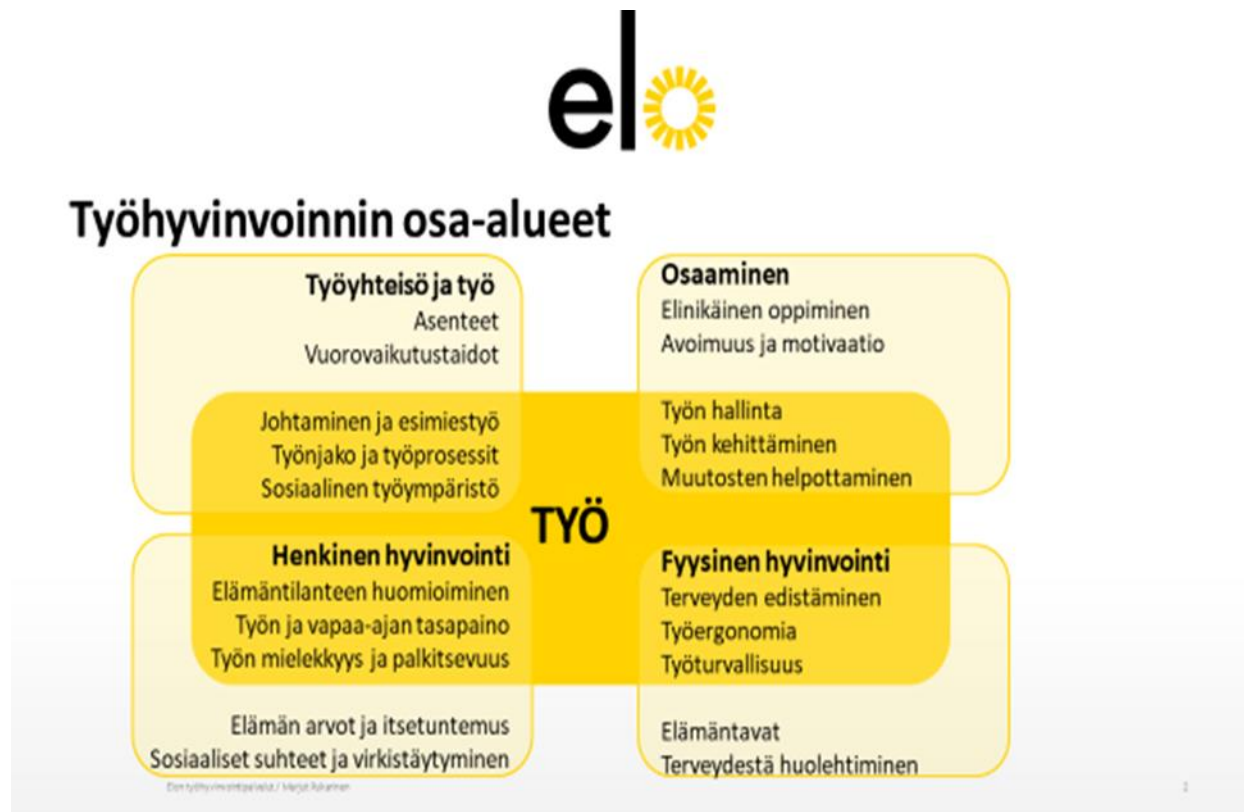 elo
Työhyvinvoinnin osa-alueet
Työyhteisö ja työ
Asenteet
Vuorovaikutustaidot
Johtaminen ja esimiestyö
Työnjako ja työprosessit
Sosiaalinen työympäristö
Osaaminen
Elinikäinen oppiminen
Avoimuus ja motivaatio
Työn hallinta
Työn kehittäminen
Muutosten helpottaminen
TYÖ
Henkinen hyvinvointi
Elämäntilanteen huomioiminen
Työn ja vapaa-ajan tasapaino
Työn mielekkyys ja palkitsevuus
Elämän arvot ja itsetuntemus
Sosiaaliset suhteet ja virkistäytyminen
Fyysinen hyvinvointi
Terveyden edistäminen
Työergonomia
Työturvallisuus
Elämäntavat
Terveydestä huolehtiminen
Elon työhyvinvointipalvelut / Merjut